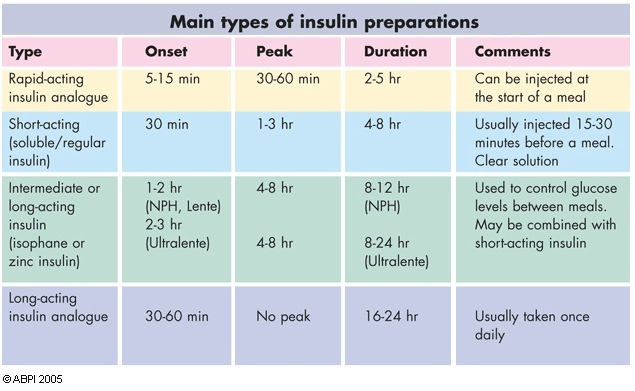 Main types of insulin preparations
Type Onset Peak Duration Comments
Rapid-acting 5-15 min 30-60 min 2-5 hr Can be injected at
insulin analogue the start of a meal
Short-acting 30 min 1-3 hr 4-8 hr Usually injected 15-30
(soluble/regular minutes before a meal.
insulin) Clear solution
Intermediate or 1-2 hr 4-8 hr 8-12 hr Used to control glucose
long-acting (NPH, Lente) (NPH) levels between meals.
insulin 2-3 hr May be combined with
(isophane or (Ultralente) 4-8 hr 8-24 hr short-acting insulin
zinc insulin) (Ultralente)
Long-acting
insulin analogue 30-60 min No peak 16-24 hr Usually taken once
daily
© ABPI 2005